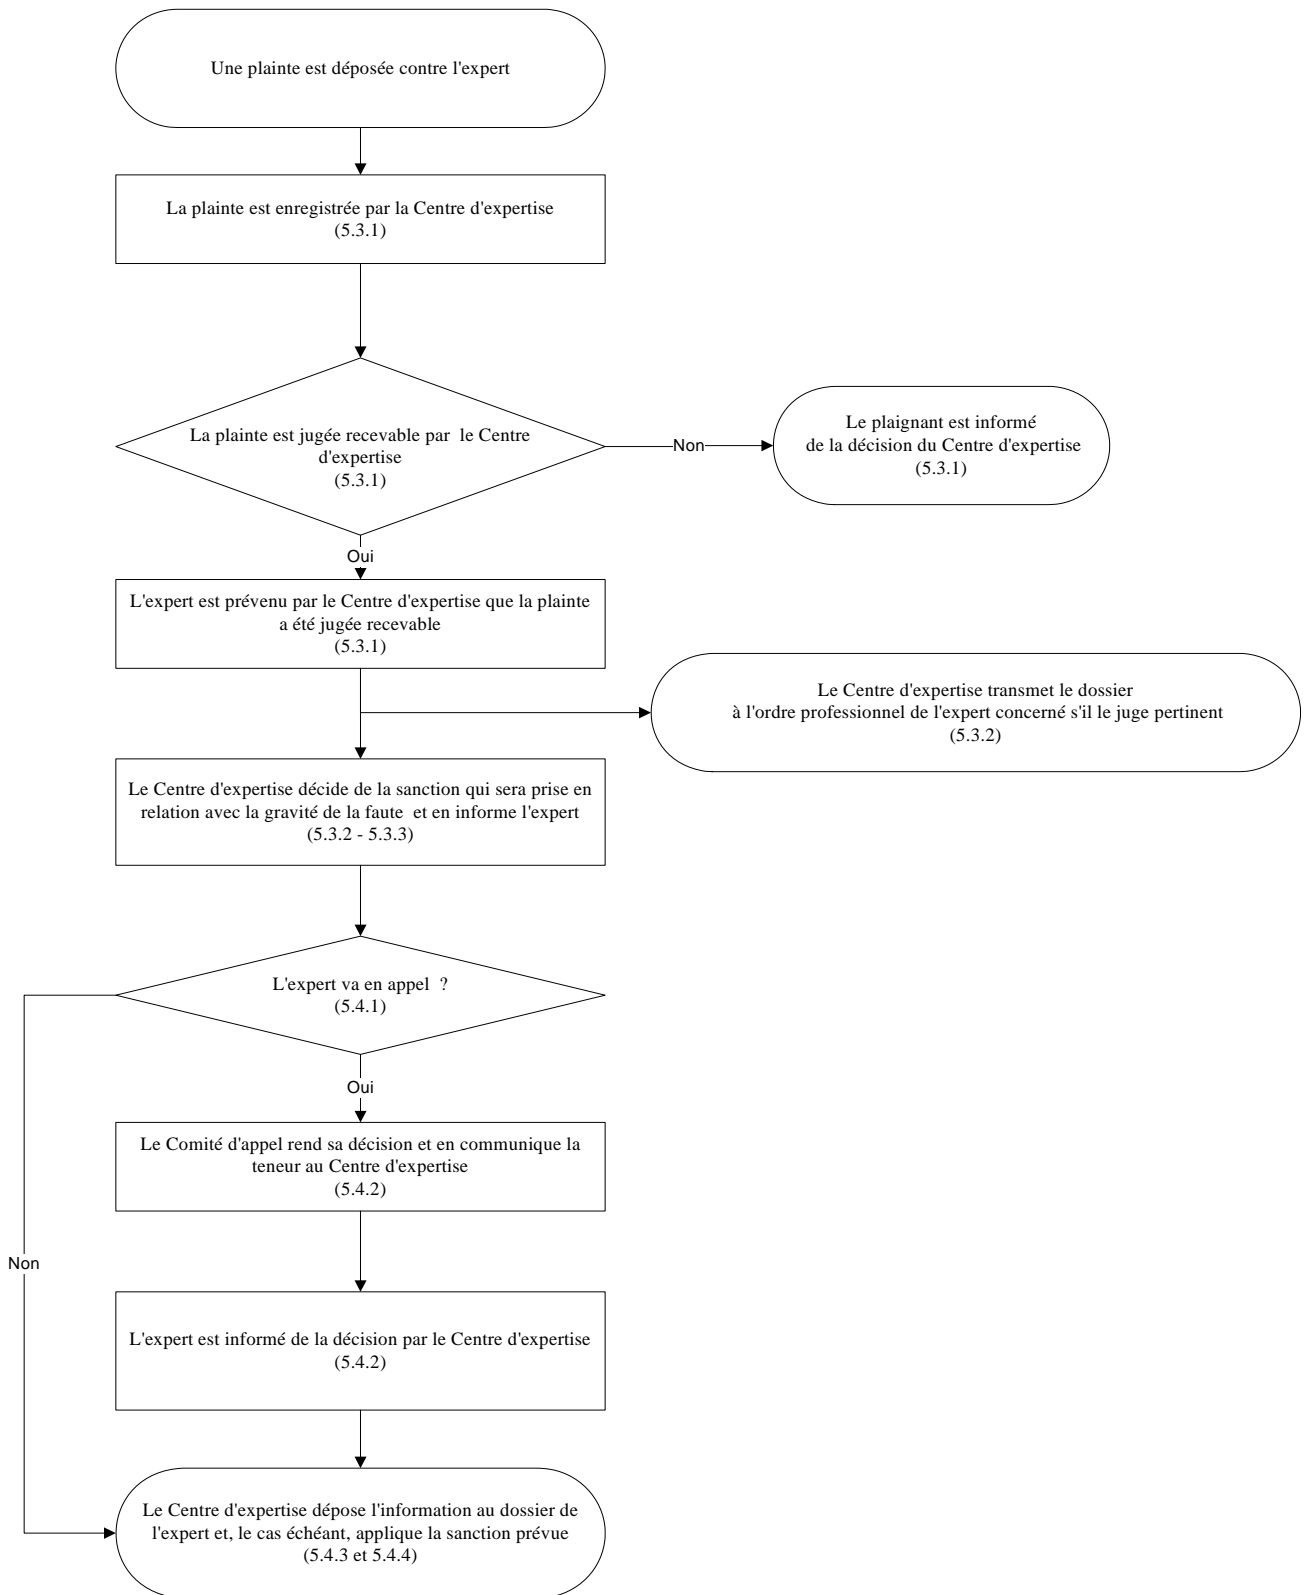 Une plainte est déposée contre l'expert
La plainte est enregistrée par la Centre d'expertise
(5.3.1)
La plainte est jugée recevable par  le Centre
d'expertise
(5.3.1)
Non
Le plaignant est informé
de la décision du Centre d'expertise
(5.3.1)
Oui
L'expert est prévenu par le Centre d'expertise que la plainte
a été jugée recevable
(5.3.1)
Le Centre d'expertise transmet le dossier
à l'ordre professionnel de l'expert concerné s'il le juge pertinent
(5.3.2)
Le Centre d'expertise décide de la sanction qui sera prise en
relation avec la gravité de la faute  et en informe l'expert
(5.3.2 - 5.3.3)
L'expert va en appel  ?
(5.4.1)
Oui
Le Comité d'appel rend sa décision et en communique la
teneur au Centre d'expertise
(5.4.2)
Non
L'expert est informé de la décision par le Centre d'expertise
(5.4.2)
Le Centre d'expertise dépose l'information au dossier de
l'expert et, le cas échéant, applique la sanction prévue
(5.4.3 et 5.4.4)